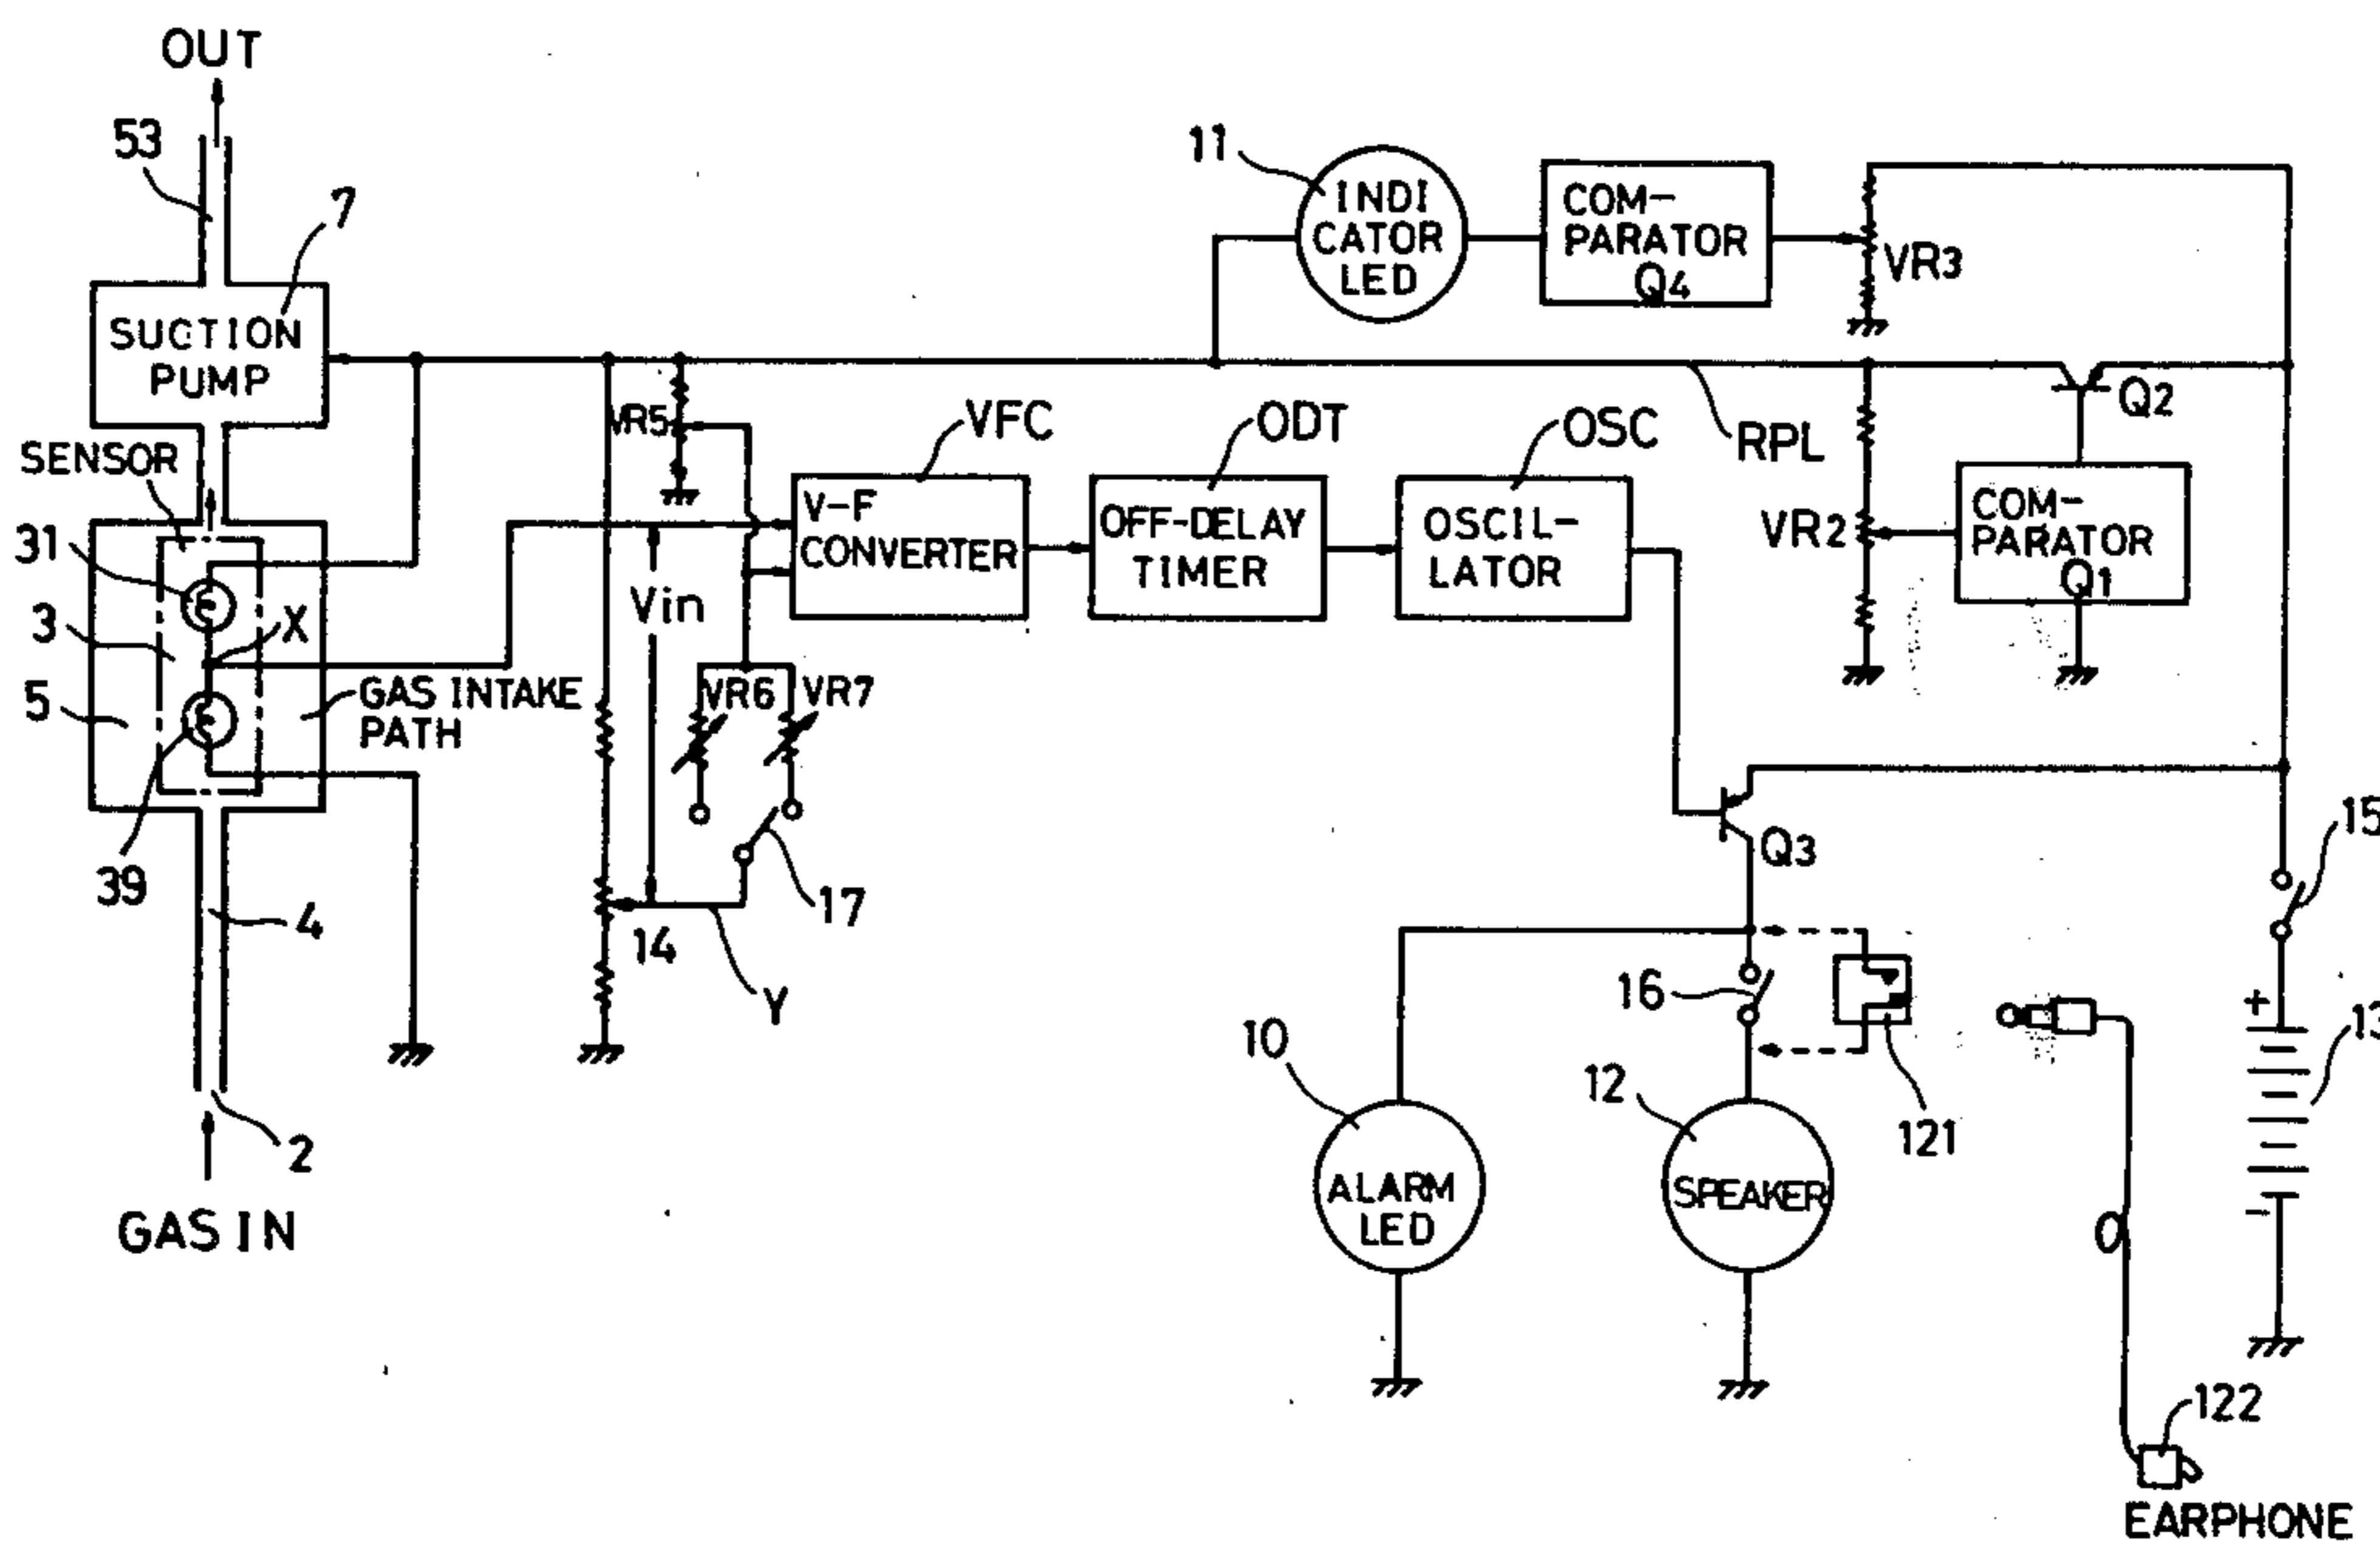 OUT
53
7
SUCTION
PUMP
SENSOR
31
3
X
5
GAS INTAKE
PATH
39
4
2
GAS IN
11
INDI
CATOR
LED
COM-
PARATOR
Q4
VR3
VR5
VFC
ODT
OSC
RPL
Q2
V-F
CONVERTER
OFF-DELAY
TIMER
OSCIL-
LATOR
VR2
COM-
PARATOR
Q1
Vin
VR6
VR7
17
14
Y
Q3
15
16
10
12
121
ALARM
LED
SPEAKER
+
13
-
122
EARPHONE